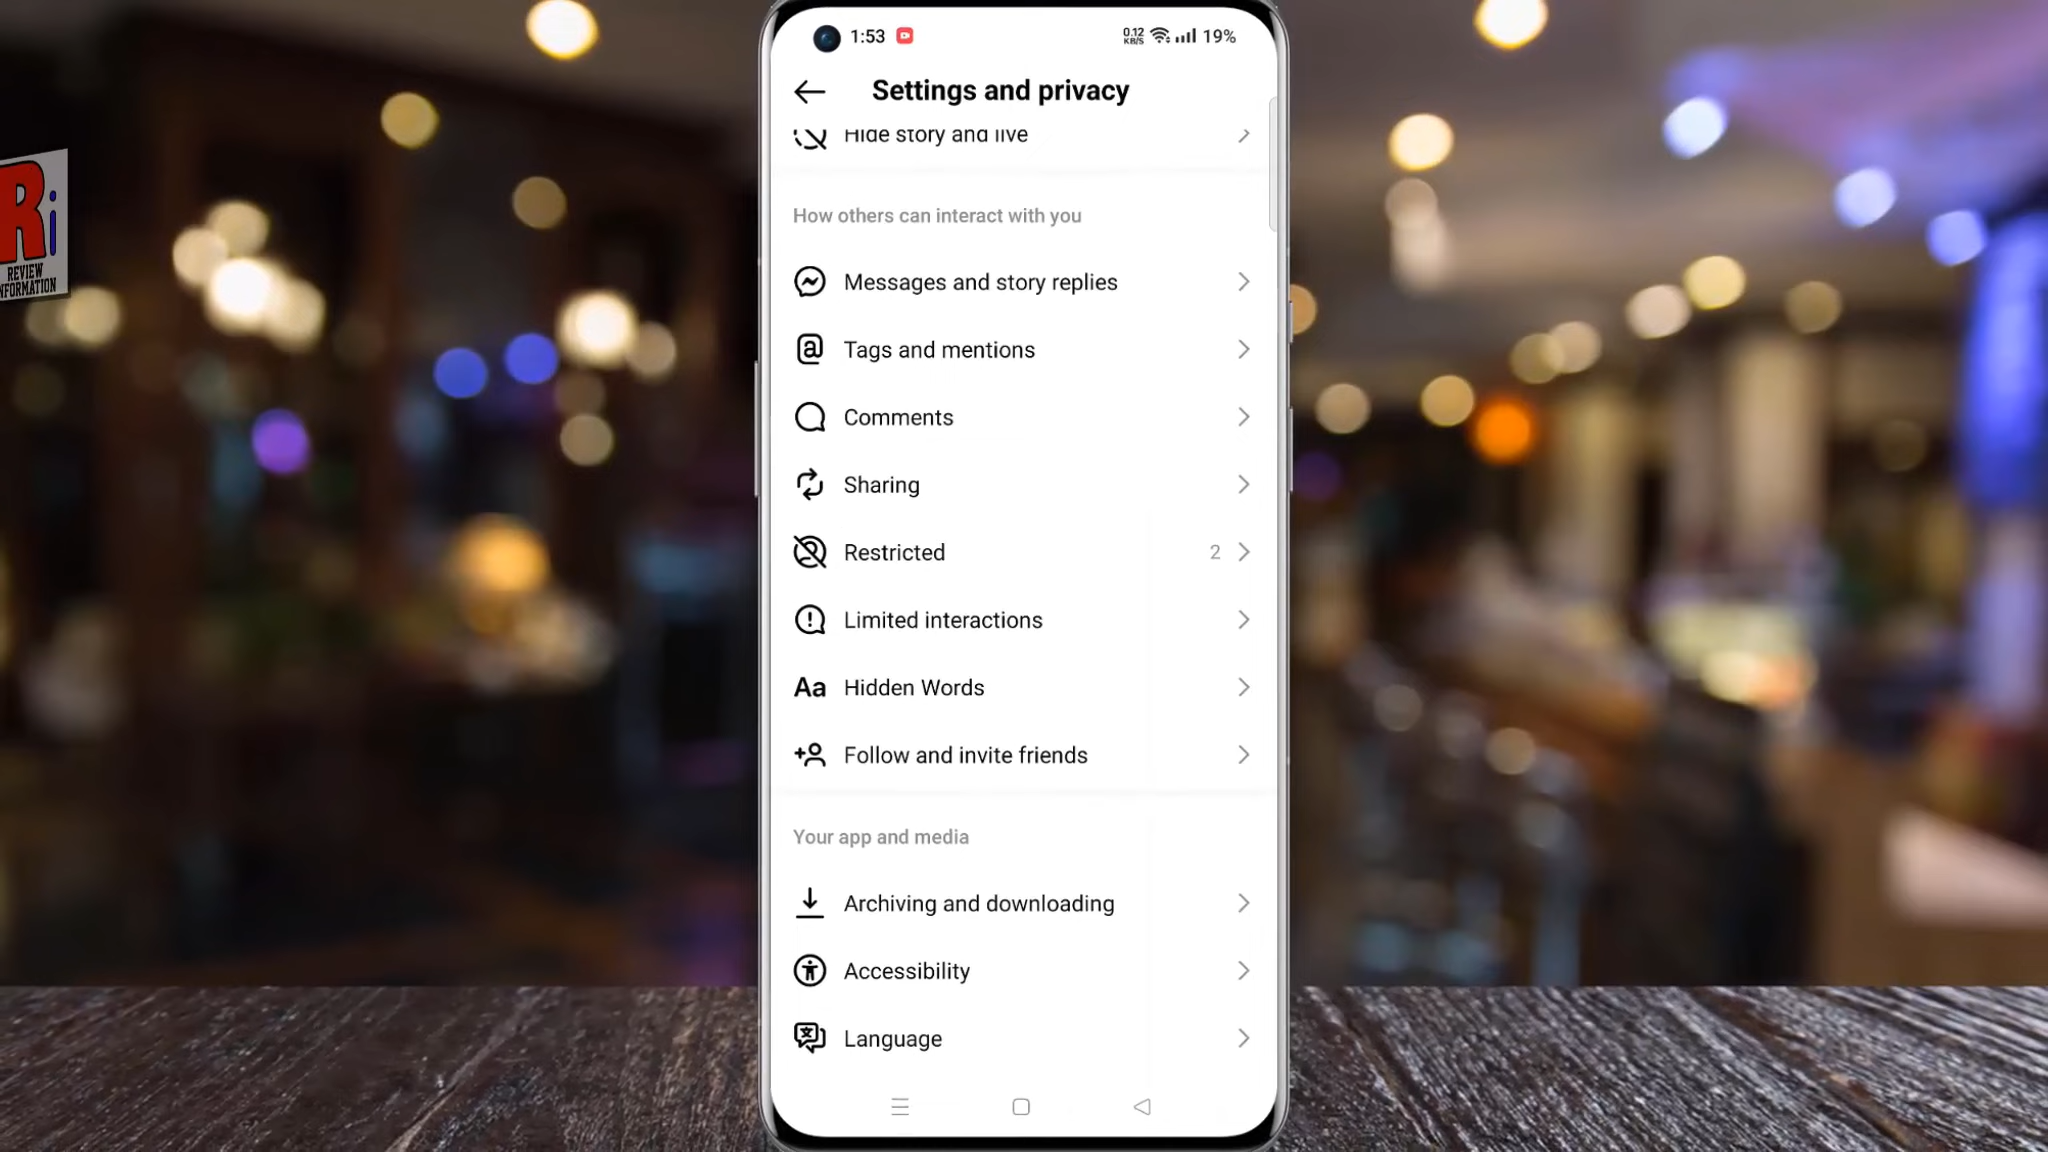 1:53 0.12 KB/S 19%
Settings and privacy
Hide story and live
How others can interact with you
Messages and story replies
Tags and mentions
Comments
Sharing
Restricted 2
Limited interactions
Aa Hidden Words
Follow and invite friends
Your app and media
Archiving and downloading
Accessibility
Language
Ri
REVIEW
INFORMATION